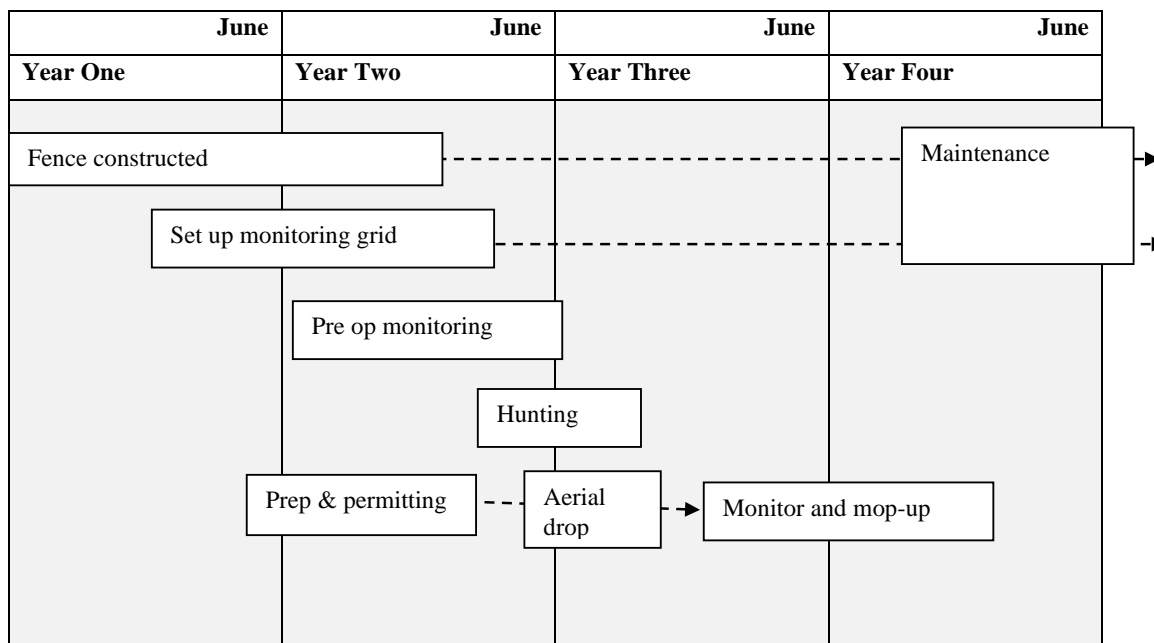 June June June June
Year One Year Two Year Three Year Four
Fence constructed
Maintenance
Set up monitoring grid
Pre op monitoring
Hunting
Prep & permitting
Aerial
drop
Monitor and mop-up